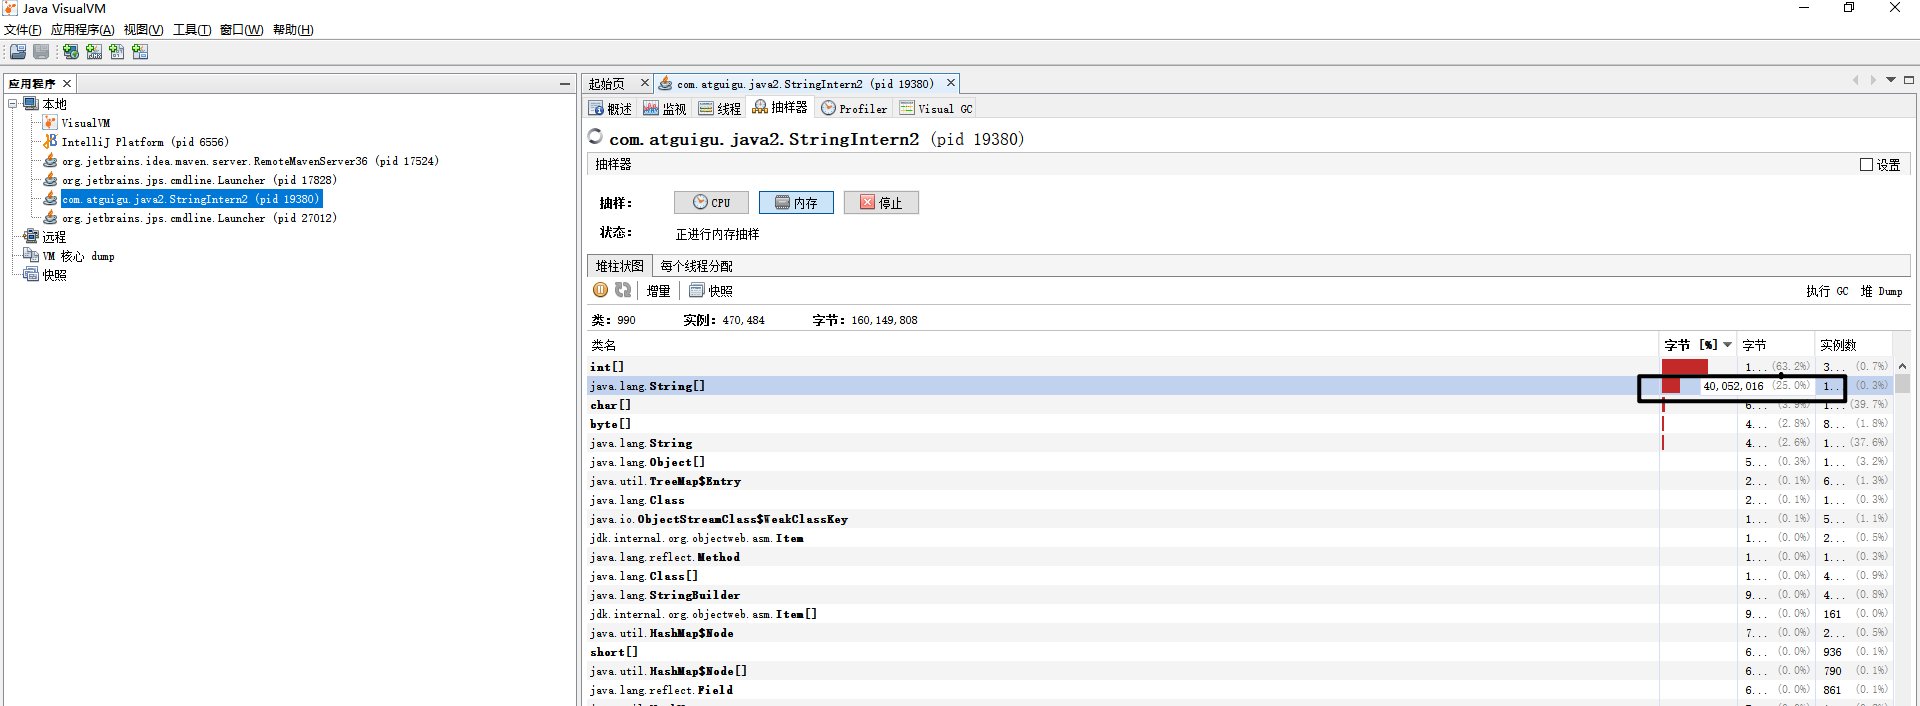 Java VisualVM
文件(F) 应用程序(A) 视图(V) 工具(T) 窗口(W) 帮助(H)
应用程序
本地
VisualVM
IntelliJ Platform (pid 6556)
org.jetbrains.idea.maven.server.RemoteMavenServer36 (pid 17524)
org.jetbrains.jps.cmdline.Launcher (pid 17828)
com.atguigu.java2.StringIntern2 (pid 19380)
org.jetbrains.jps.cmdline.Launcher (pid 27012)
远程
VM 核心 dump
快照
起始页 com.atguigu.java2.StringIntern2 (pid 19380)
概述 监视 线程 抽样器 Profiler Visual GC
com.atguigu.java2.StringIntern2 (pid 19380)
抽样器 设置
抽样: CPU 内存 停止
状态: 正进行内存抽样
堆柱状图 每个线程分配
增量 快照 执行 GC 堆 Dump
类: 990 实例: 470,484 字节: 160,149,808
类名 字节 [%] 字节 实例数
int[] 1... (63.2%) 3... (0.7%)
java.lang.String[] 40,052,016 (25.0%) 1... (0.3%)
char[] 6... (3.9%) 1... (39.7%)
byte[] 4... (2.8%) 8... (1.8%)
java.lang.String 4... (2.6%) 1... (37.6%)
java.lang.Object[] 5... (0.3%) 1... (3.2%)
java.util.TreeMap$Entry 2... (0.1%) 6... (1.3%)
java.lang.Class 2... (0.1%) 1... (0.3%)
java.io.ObjectStreamClass$WeakClassKey 1... (0.1%) 5... (1.1%)
jdk.internal.org.objectweb.asm.Item 1... (0.0%) 2... (0.5%)
java.lang.reflect.Method 1... (0.0%) 1... (0.3%)
java.lang.Class[] 1... (0.0%) 4... (0.9%)
java.lang.StringBuilder 9... (0.0%) 4... (0.8%)
jdk.internal.org.objectweb.asm.Item[] 9... (0.0%) 161 (0.0%)
java.util.HashMap$Node 7... (0.0%) 2... (0.5%)
short[] 6... (0.0%) 936 (0.1%)
java.util.HashMap$Node[] 6... (0.0%) 790 (0.1%)
java.lang.reflect.Field 6... (0.0%) 861 (0.1%)